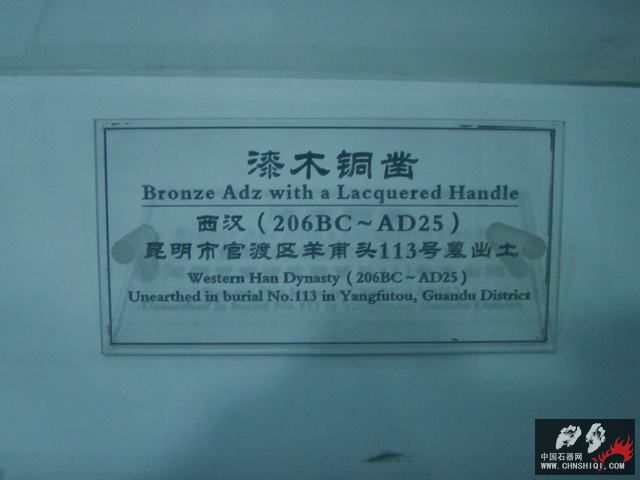 漆木铜凿
Bronze Adz with a Lacquered Handle
西汉（206BC～AD25）
昆明市官渡区羊甫头113号墓出土
Western Han Dynasty（206BC～AD25）
Unearthed in burial No.113 in Yangfutou, Guandu District
中国石器网
www.CHNSHIQI.COM